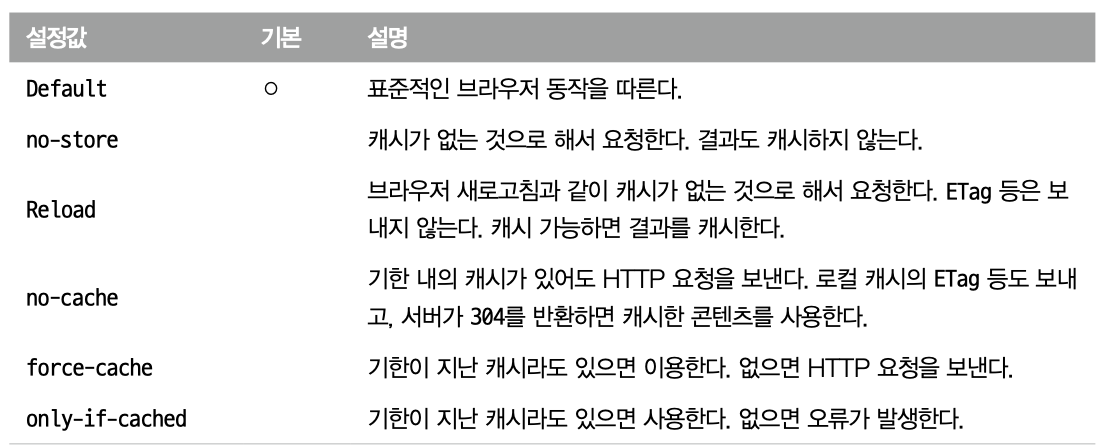 설정값 기본 설명
Default ○ 표준적인 브라우저 동작을 따른다.
no-store 캐시가 없는 것으로 해서 요청한다. 결과도 캐시하지 않는다.
Reload 브라우저 새로고침과 같이 캐시가 없는 것으로 해서 요청한다. ETag 등은 보
내지 않는다. 캐시 가능하면 결과를 캐시한다.
no-cache 기한 내의 캐시가 있어도 HTTP 요청을 보낸다. 로컬 캐시의 ETag 등도 보내
고, 서버가 304를 반환하면 캐시한 콘텐츠를 사용한다.
force-cache 기한이 지난 캐시라도 있으면 이용한다. 없으면 HTTP 요청을 보낸다.
only-if-cached 기한이 지난 캐시라도 있으면 사용한다. 없으면 오류가 발생한다.